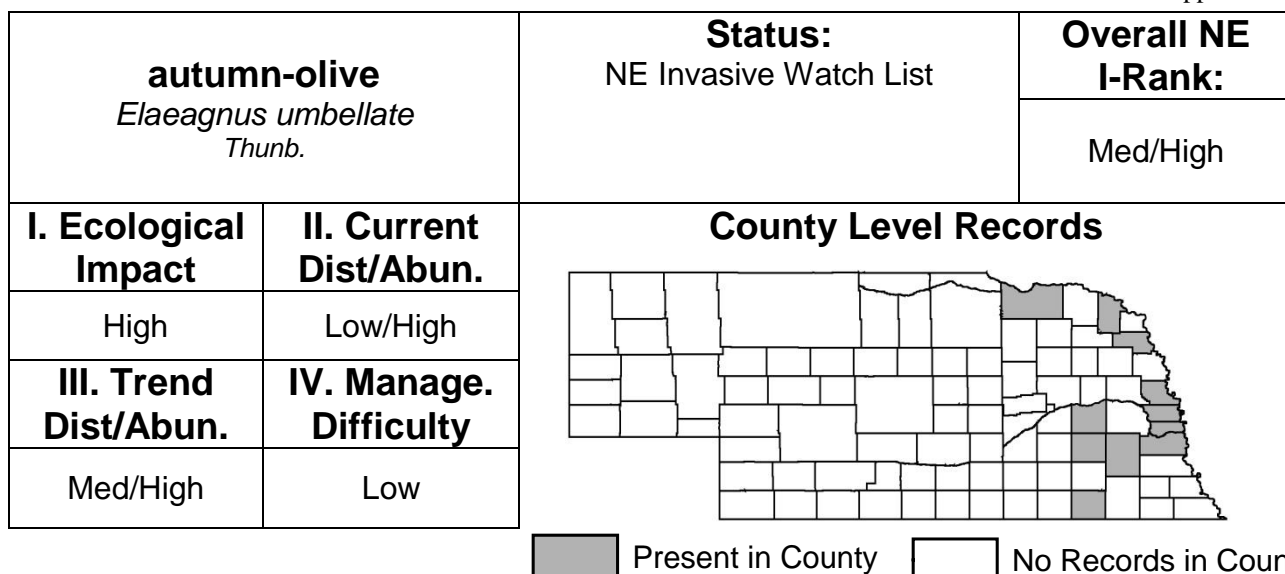 autumn-olive
Elaeagnus umbellate
Thunb.
Status:
NE Invasive Watch List
Overall NE
I-Rank:
Med/High
I. Ecological
Impact
II. Current
Dist/Abun.
High
Low/High
III. Trend
Dist/Abun.
IV. Manage.
Difficulty
Med/High
Low
County Level Records
Present in County
No Records in Coun